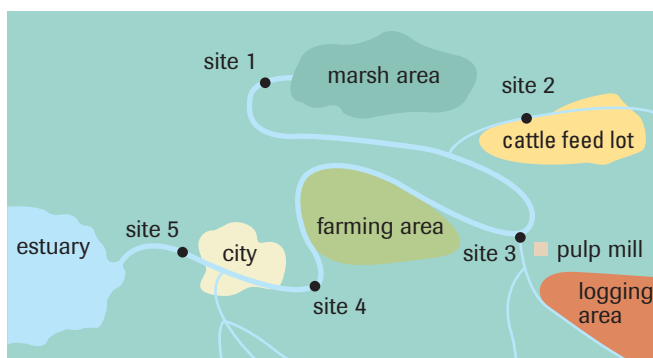 site 1
marsh area
site 2
cattle feed lot
farming area
site 5
estuary
city
site 3
pulp mill
site 4
logging
area